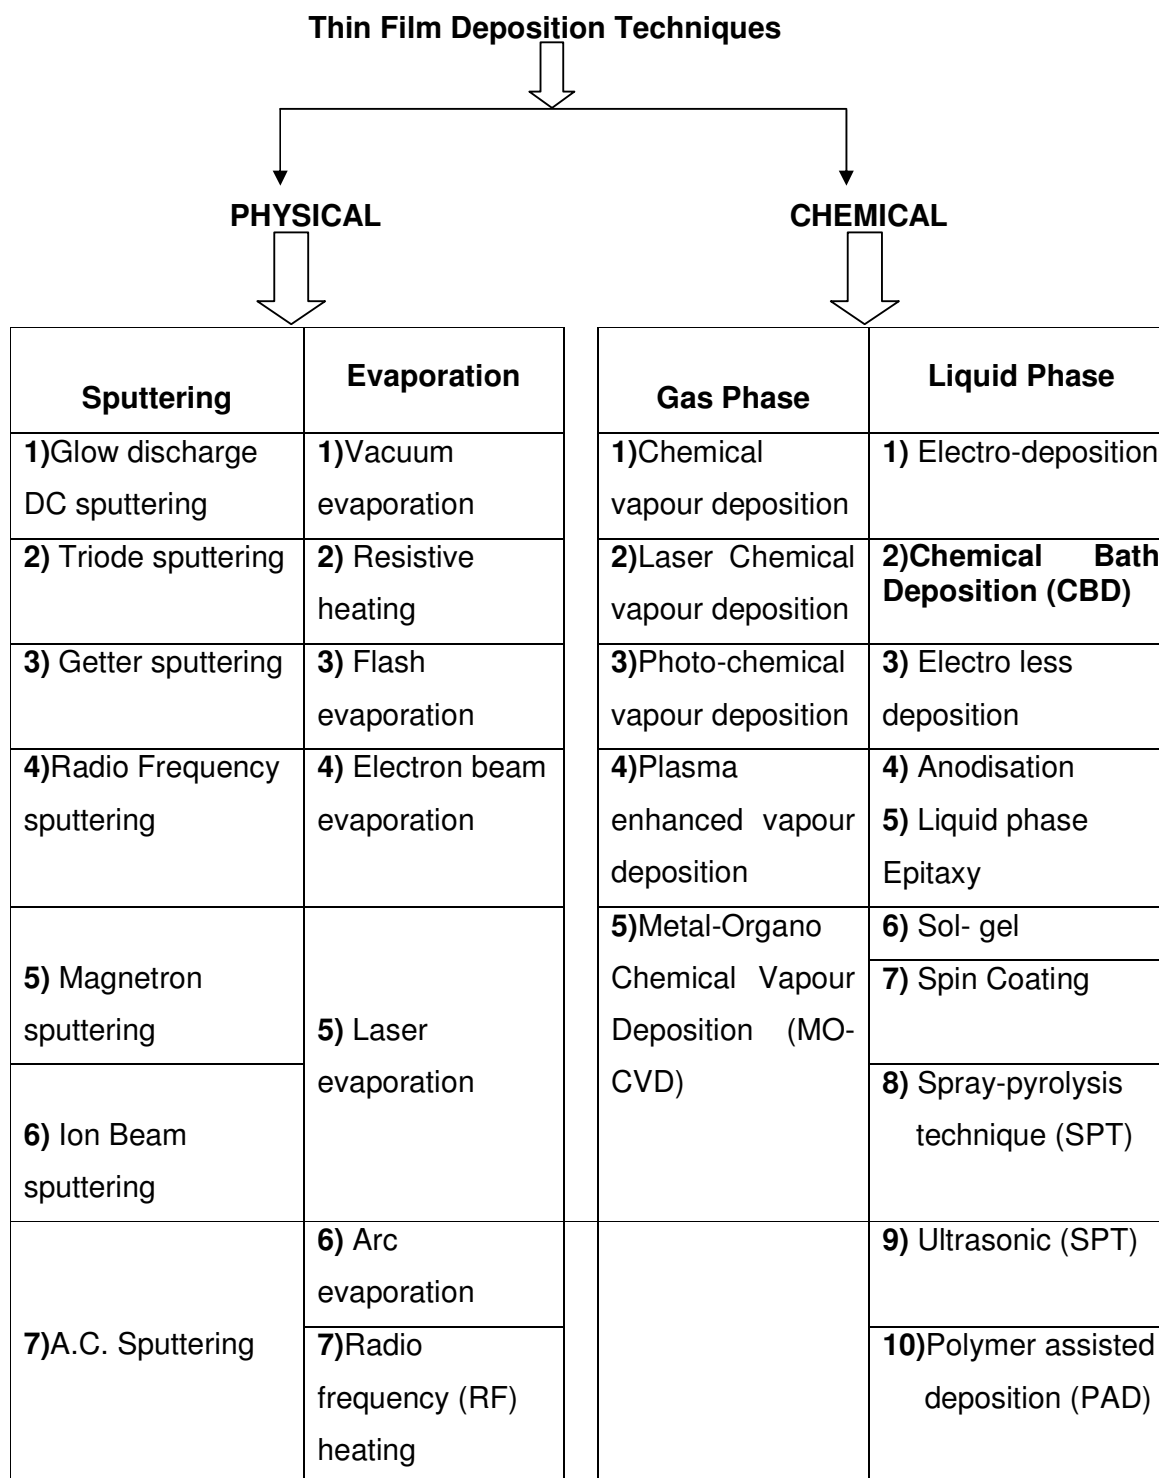 Thin Film Deposition Techniques
PHYSICAL
CHEMICAL
Sputtering
Evaporation
Gas Phase
Liquid Phase
1)Glow discharge
DC sputtering
1)Vacuum
evaporation
1)Chemical
vapour deposition
1) Electro-deposition
2) Triode sputtering
2) Resistive
heating
2)Laser Chemical
vapour deposition
2)Chemical Bath
Deposition (CBD)
3) Getter sputtering
3) Flash
evaporation
3)Photo-chemical
vapour deposition
3) Electro less
deposition
4)Radio Frequency
sputtering
4) Electron beam
evaporation
4)Plasma
enhanced vapour
deposition
4) Anodisation
5) Liquid phase
Epitaxy
5) Magnetron
sputtering
5) Laser
evaporation
5)Metal-Organo
Chemical Vapour
Deposition (MO-
CVD)
6) Sol- gel
7) Spin Coating
6) Ion Beam
sputtering
8) Spray-pyrolysis
technique (SPT)
7)A.C. Sputtering
6) Arc
evaporation
9) Ultrasonic (SPT)
7)Radio
frequency (RF)
heating
10)Polymer assisted
deposition (PAD)